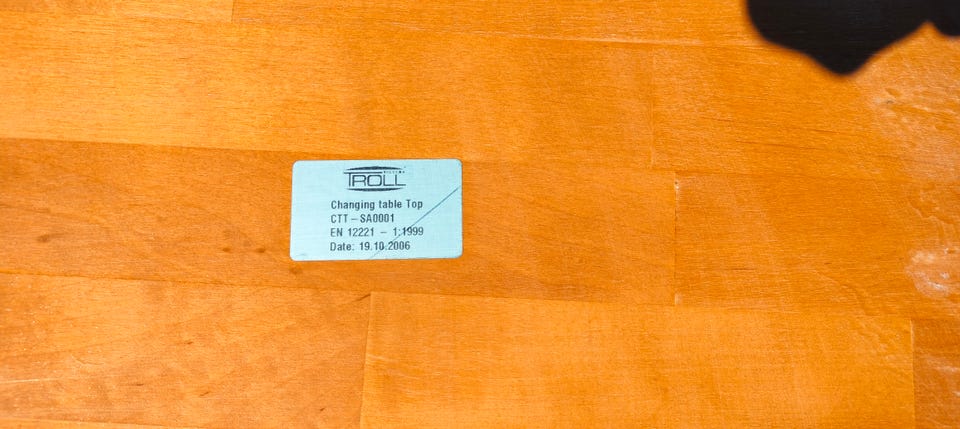 TROLL
Changing table Top
CTT – SA0001
EN 12221 – 1:1999
Date: 19.10.2006